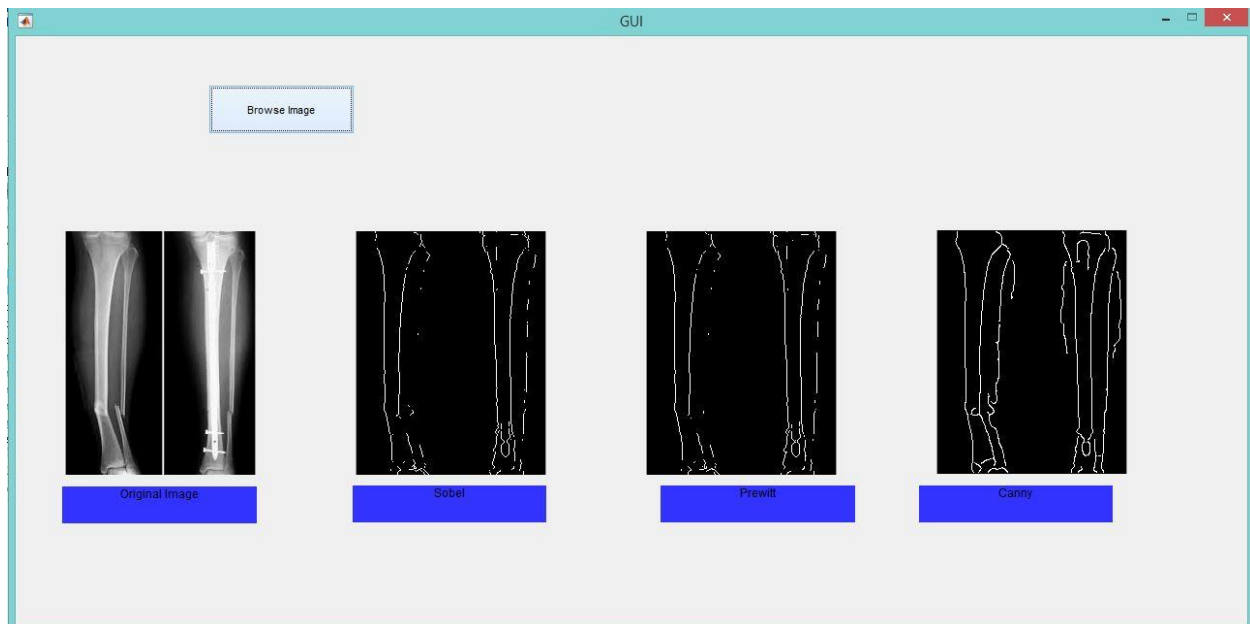 GUI
Browse Image
Original Image
Sobel
Prewitt
Canny